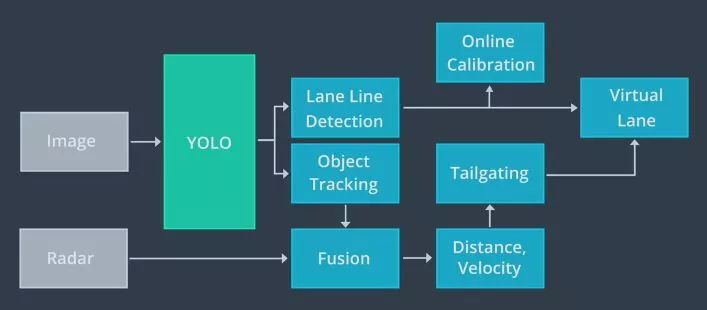 Online
Calibration
Lane Line
Detection
Virtual
Lane
Image
YOLO
Object
Tracking
Tailgating
Radar
Fusion
Distance,
Velocity